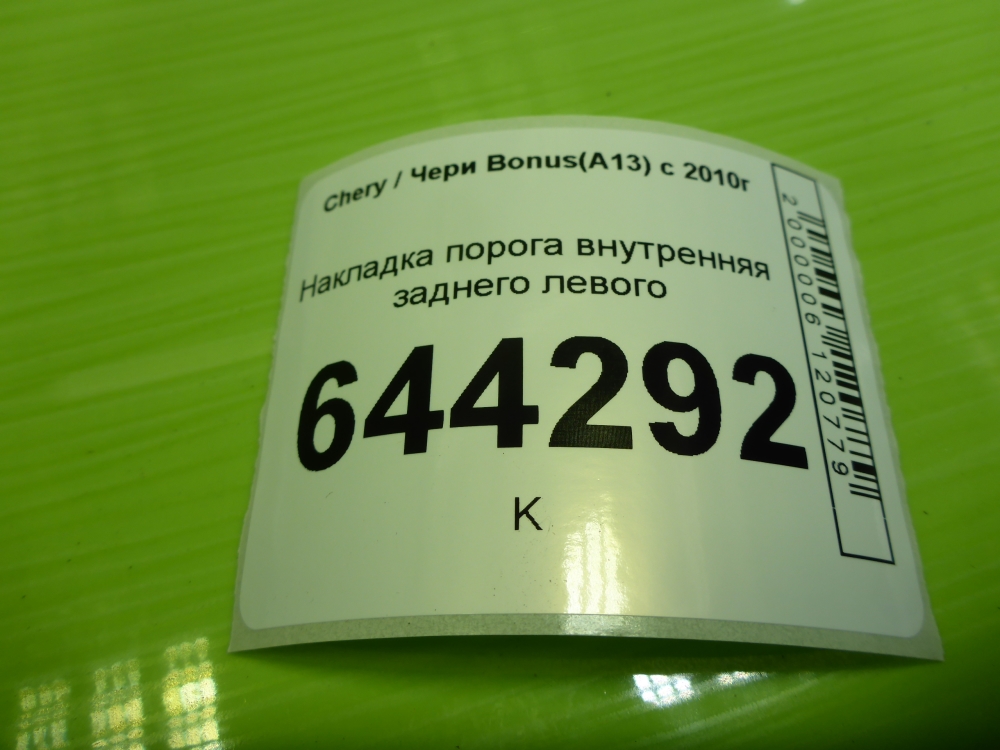 Chery / Чери Bonus(A13) с 2010г
Накладка порога внутренняя
заднего левого
644292
К
2000006120779